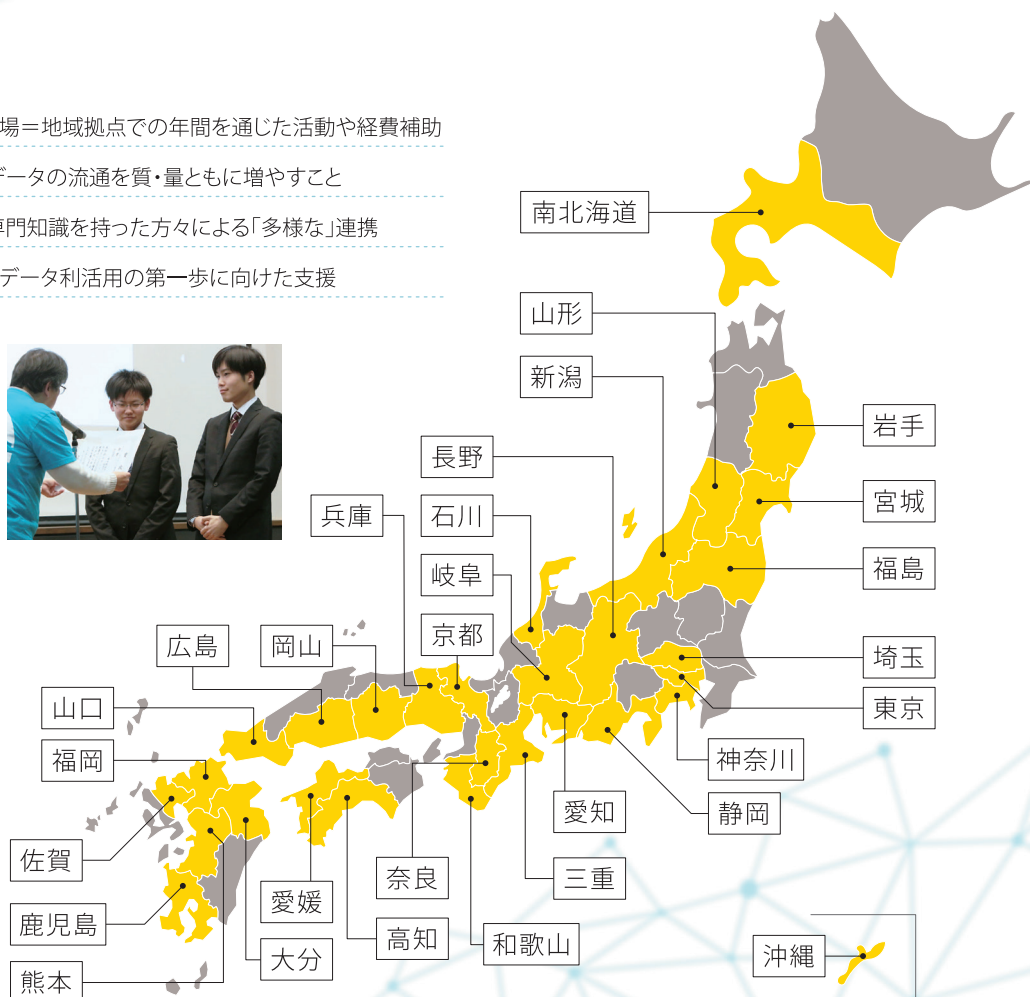 場＝地域拠点での年間を通じた活動や経費補助
データの流通を質・量ともに増やすこと
専門知識を持った方々による「多様な」連携
データ利活用の第一歩に向けた支援
南北海道
山形
新潟
岩手
長野
宮城
兵庫
石川
福島
岐阜
京都
広島
岡山
埼玉
山口
東京
福岡
神奈川
愛知
静岡
佐賀
奈良
三重
愛媛
鹿児島
高知
和歌山
大分
沖縄
熊本